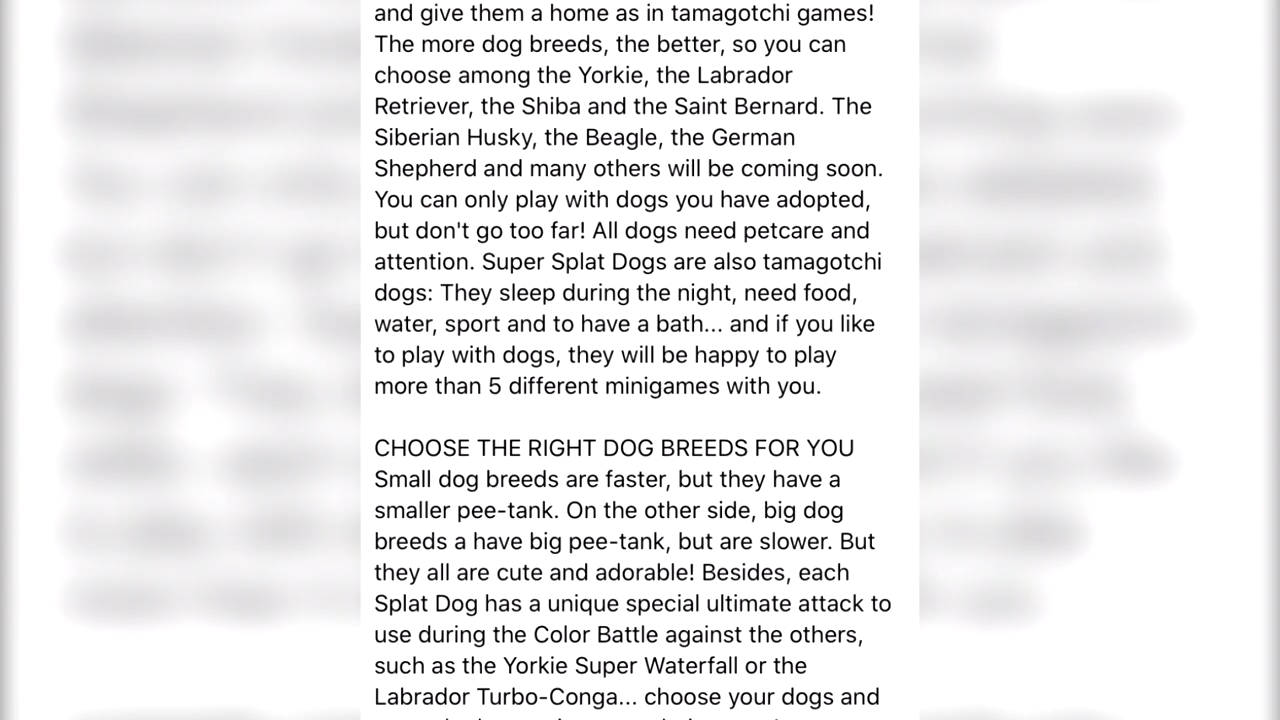 and give them a home as in tamagotchi games!
The more dog breeds, the better, so you can
choose among the Yorkie, the Labrador
Retriever, the Shiba and the Saint Bernard. The
Siberian Husky, the Beagle, the German
Shepherd and many others will be coming soon.
You can only play with dogs you have adopted,
but don't go too far! All dogs need petcare and
attention. Super Splat Dogs are also tamagotchi
dogs: They sleep during the night, need food,
water, sport and to have a bath... and if you like
to play with dogs, they will be happy to play
more than 5 different minigames with you.

CHOOSE THE RIGHT DOG BREEDS FOR YOU
Small dog breeds are faster, but they have a
smaller pee-tank. On the other side, big dog
breeds a have big pee-tank, but are slower. But
they all are cute and adorable! Besides, each
Splat Dog has a unique special ultimate attack to
use during the Color Battle against the others,
such as the Yorkie Super Waterfall or the
Labrador Turbo-Conga... choose your dogs and